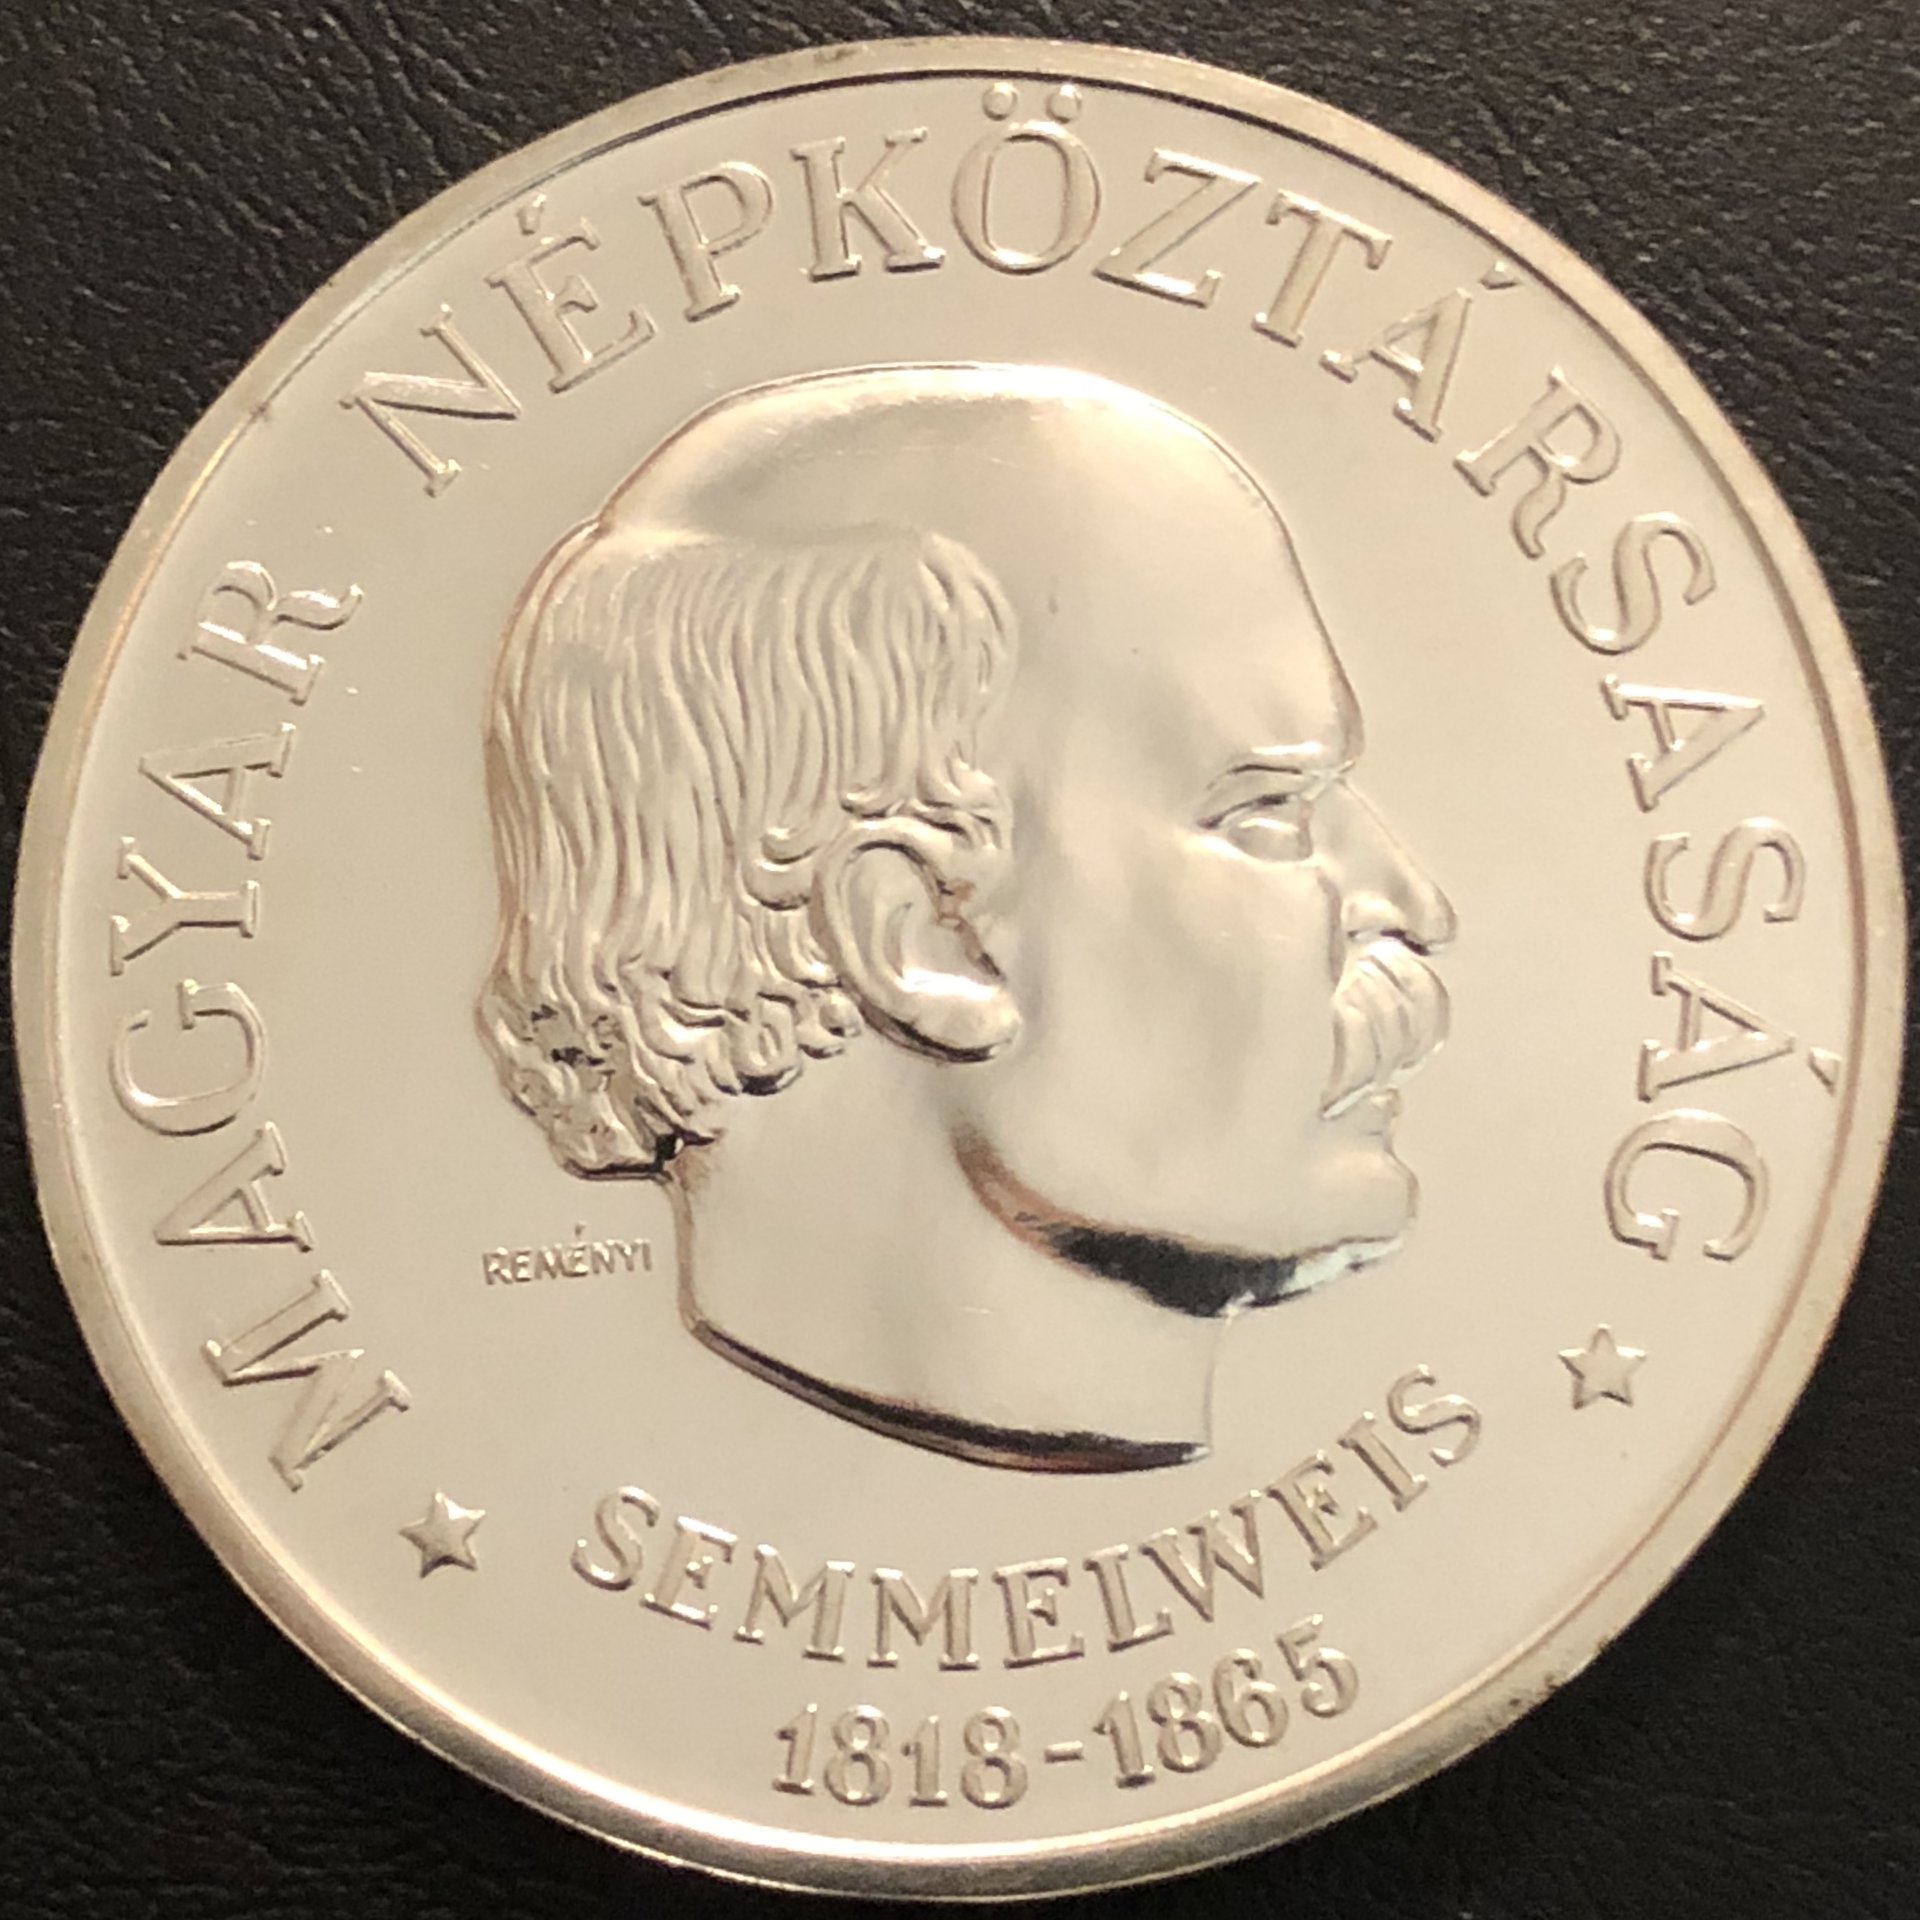 MAGYAR NÉPKÖZTÁRSASÁG
REMÉNYI
SEMMELWEIS
1818-1865